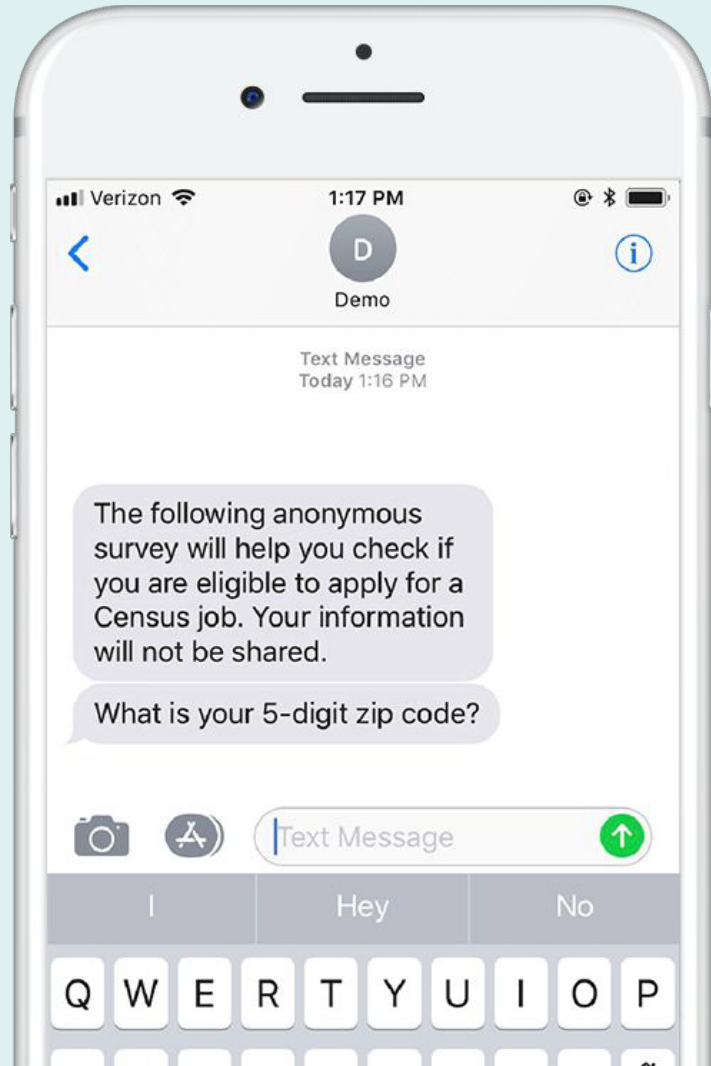 Verizon
1:17 PM
D
Demo
Text Message
Today 1:16 PM
The following anonymous
survey will help you check if
you are eligible to apply for a
Census job. Your information
will not be shared.
What is your 5-digit zip code?
Text Message
I
Hey
No
Q W E R T Y U I O P